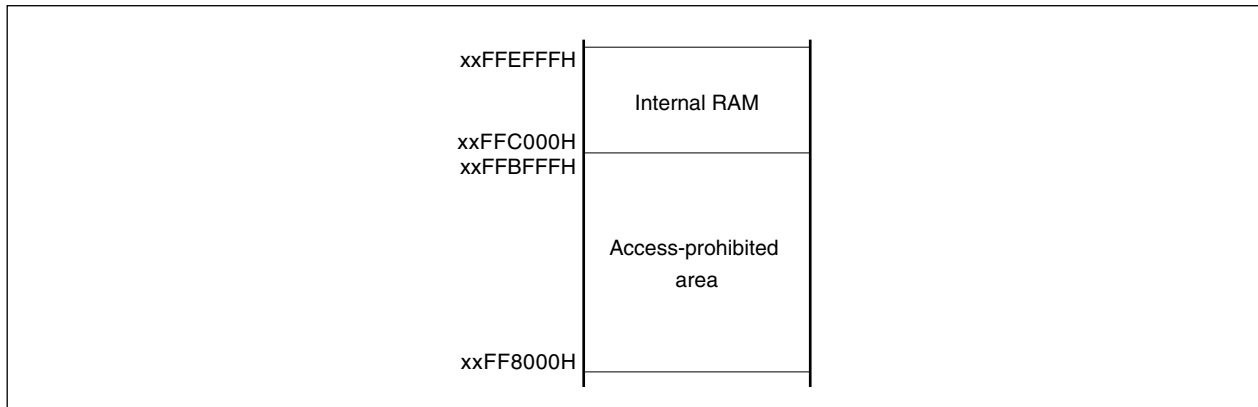 xxFFEFFFH
Internal RAM
xxFFC000H
xxFFBFFFH
Access-prohibited
area
xxFF8000H